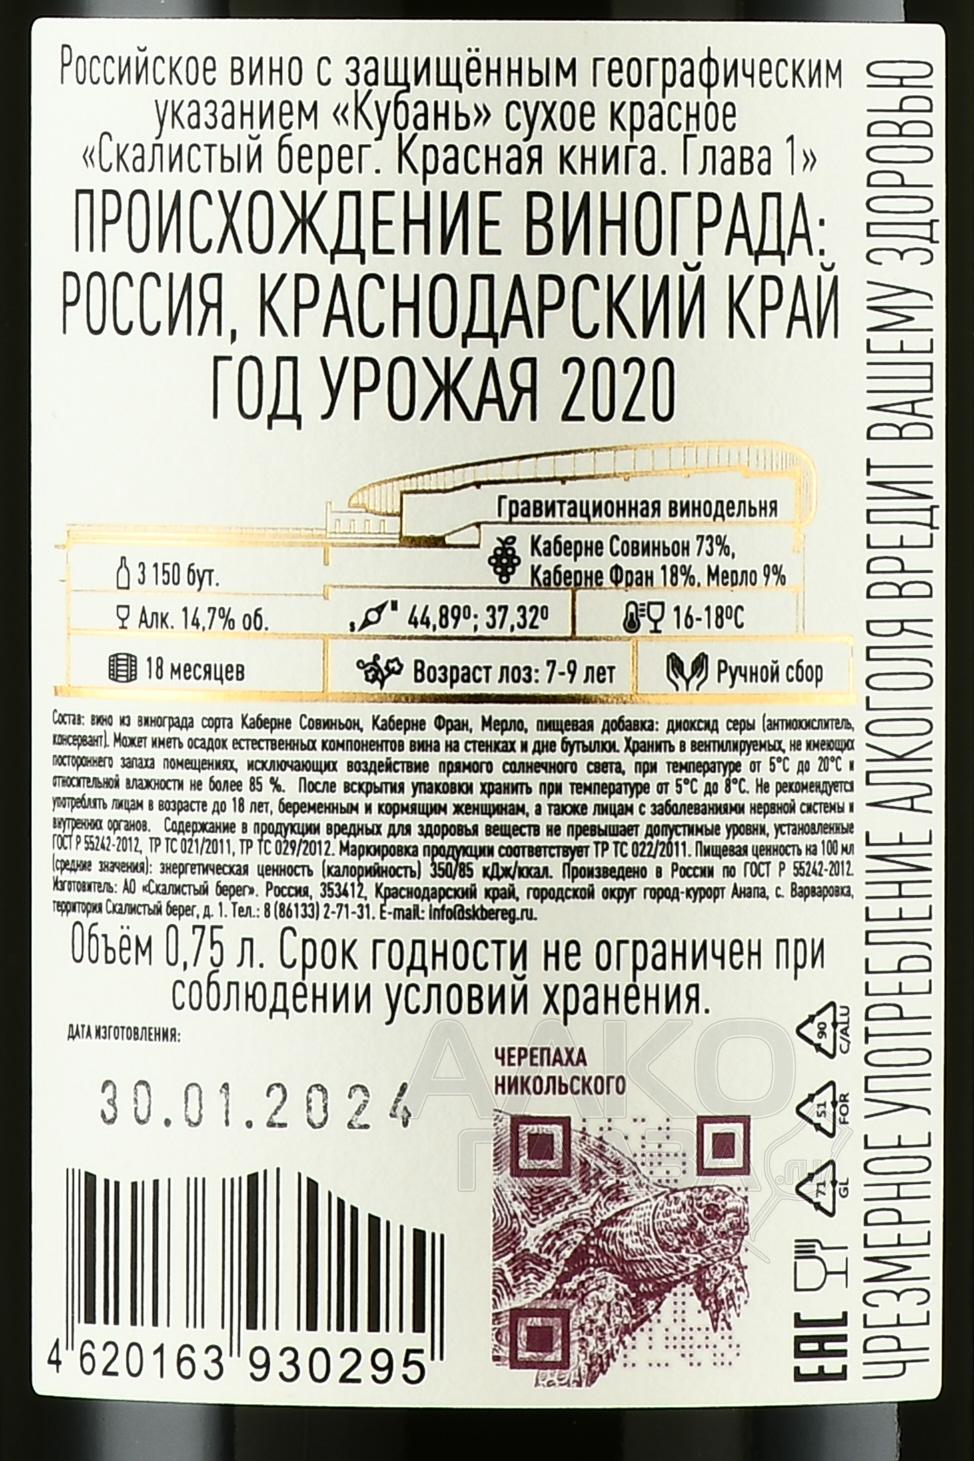 Российское вино с защищённым географическим
указанием «Кубань» сухое красное
«Скалистый берег. Красная книга. Глава 1»
ПРОИСХОЖДЕНИЕ ВИНОГРАДА:
РОССИЯ, КРАСНОДАРСКИЙ КРАЙ
ГОД УРОЖАЯ 2020
Гравитационная винодельня
3 150 бут.
Каберне Совиньон 73%,
Каберне Фран 18%, Мерло 9%
Алк. 14,7% об.
44,89º; 37,32º
16-18ºC
18 месяцев
Возраст лоз: 7-9 лет
Ручной сбор
Состав: вино из винограда сорта Каберне Совиньон, Каберне Фран, Мерло, пищевая добавка: диоксид серы (антиокислитель,
консервант). Может иметь осадок естественных компонентов вина на стенках и дне бутылки. Хранить в вентилируемых, не имеющих
постороннего запаха помещениях, исключающих воздействие прямого солнечного света, при температуре от 5°С до 20°С и
относительной влажности не более 85 %. После вскрытия упаковки хранить при температуре от 5°С до 8°С. Не рекомендуется
употреблять лицам в возрасте до 18 лет, беременным и кормящим женщинам, а также лицам с заболеваниями нервной системы и
внутренних органов. Содержание в продукции вредных для здоровья веществ не превышает допустимые уровни, установленные
ГОСТ Р 55242-2012, ТР ТС 021/2011, ТР ТС 029/2012. Маркировка продукции соответствует ТР ТС 022/2011. Пищевая ценность на 100 мл
(средние значения): энергетическая ценность (калорийность) 350/85 кДж/ккал. Произведено в России по ГОСТ Р 55242-2012.
Изготовитель: АО «Скалистый берег». Россия, 353412, Краснодарский край, городской округ город-курорт Анапа, с. Варваровка,
территория Скалистый берег, д. 1. Тел.: 8 (86133) 2-71-31. E-mail: info@skbereg.ru.
Объём 0,75 л. Срок годности не ограничен при
соблюдении условий хранения.
ДАТА ИЗГОТОВЛЕНИЯ:
30.01.2024
ЧЕРЕПАХА
НИКОЛЬСКОГО
4 620163 930295
90
C/ALU
51
FOR
71
GL
EAC
ЧРЕЗМЕРНОЕ УПОТРЕБЛЕНИЕ АЛКОГОЛЯ ВРЕДИТ ВАШЕМУ ЗДОРОВЬЮ